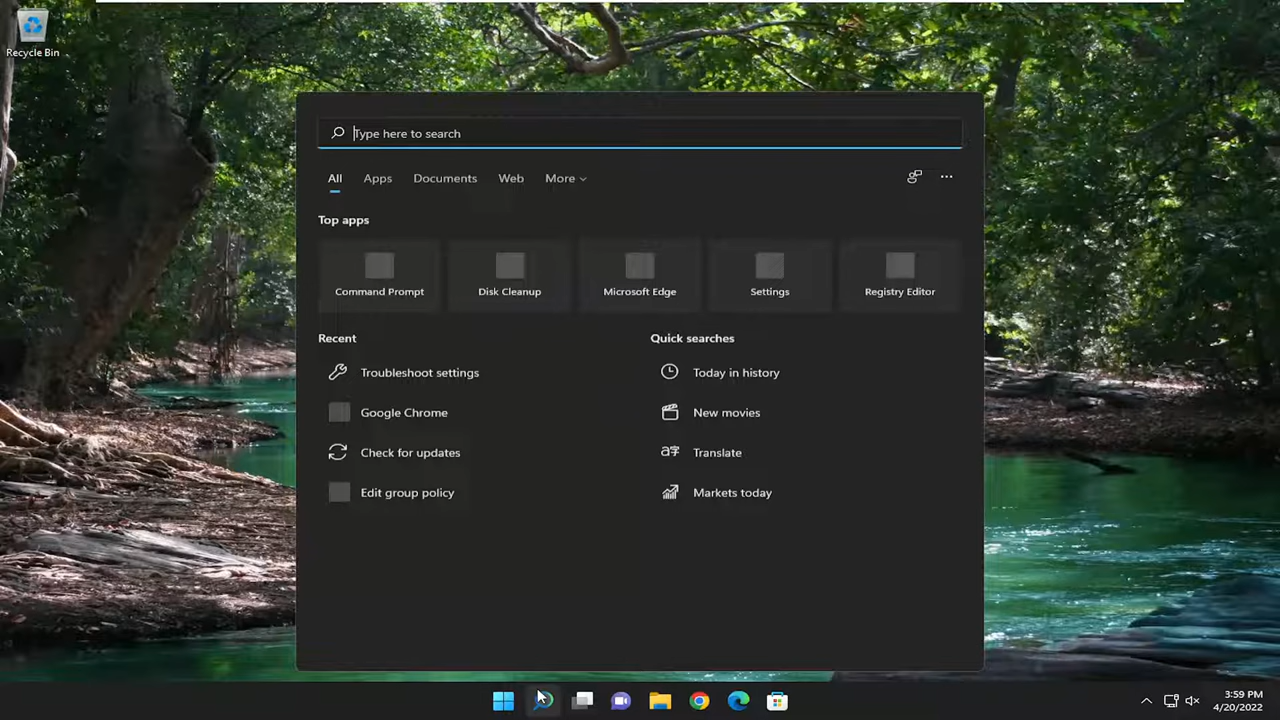 Recycle Bin
Type here to search
All Apps Documents Web More
Top apps
Command Prompt Disk Cleanup Microsoft Edge Settings Registry Editor
Recent Quick searches
Troubleshoot settings Today in history
Google Chrome New movies
Check for updates Translate
Edit group policy Markets today
3:59 PM
4/20/2022